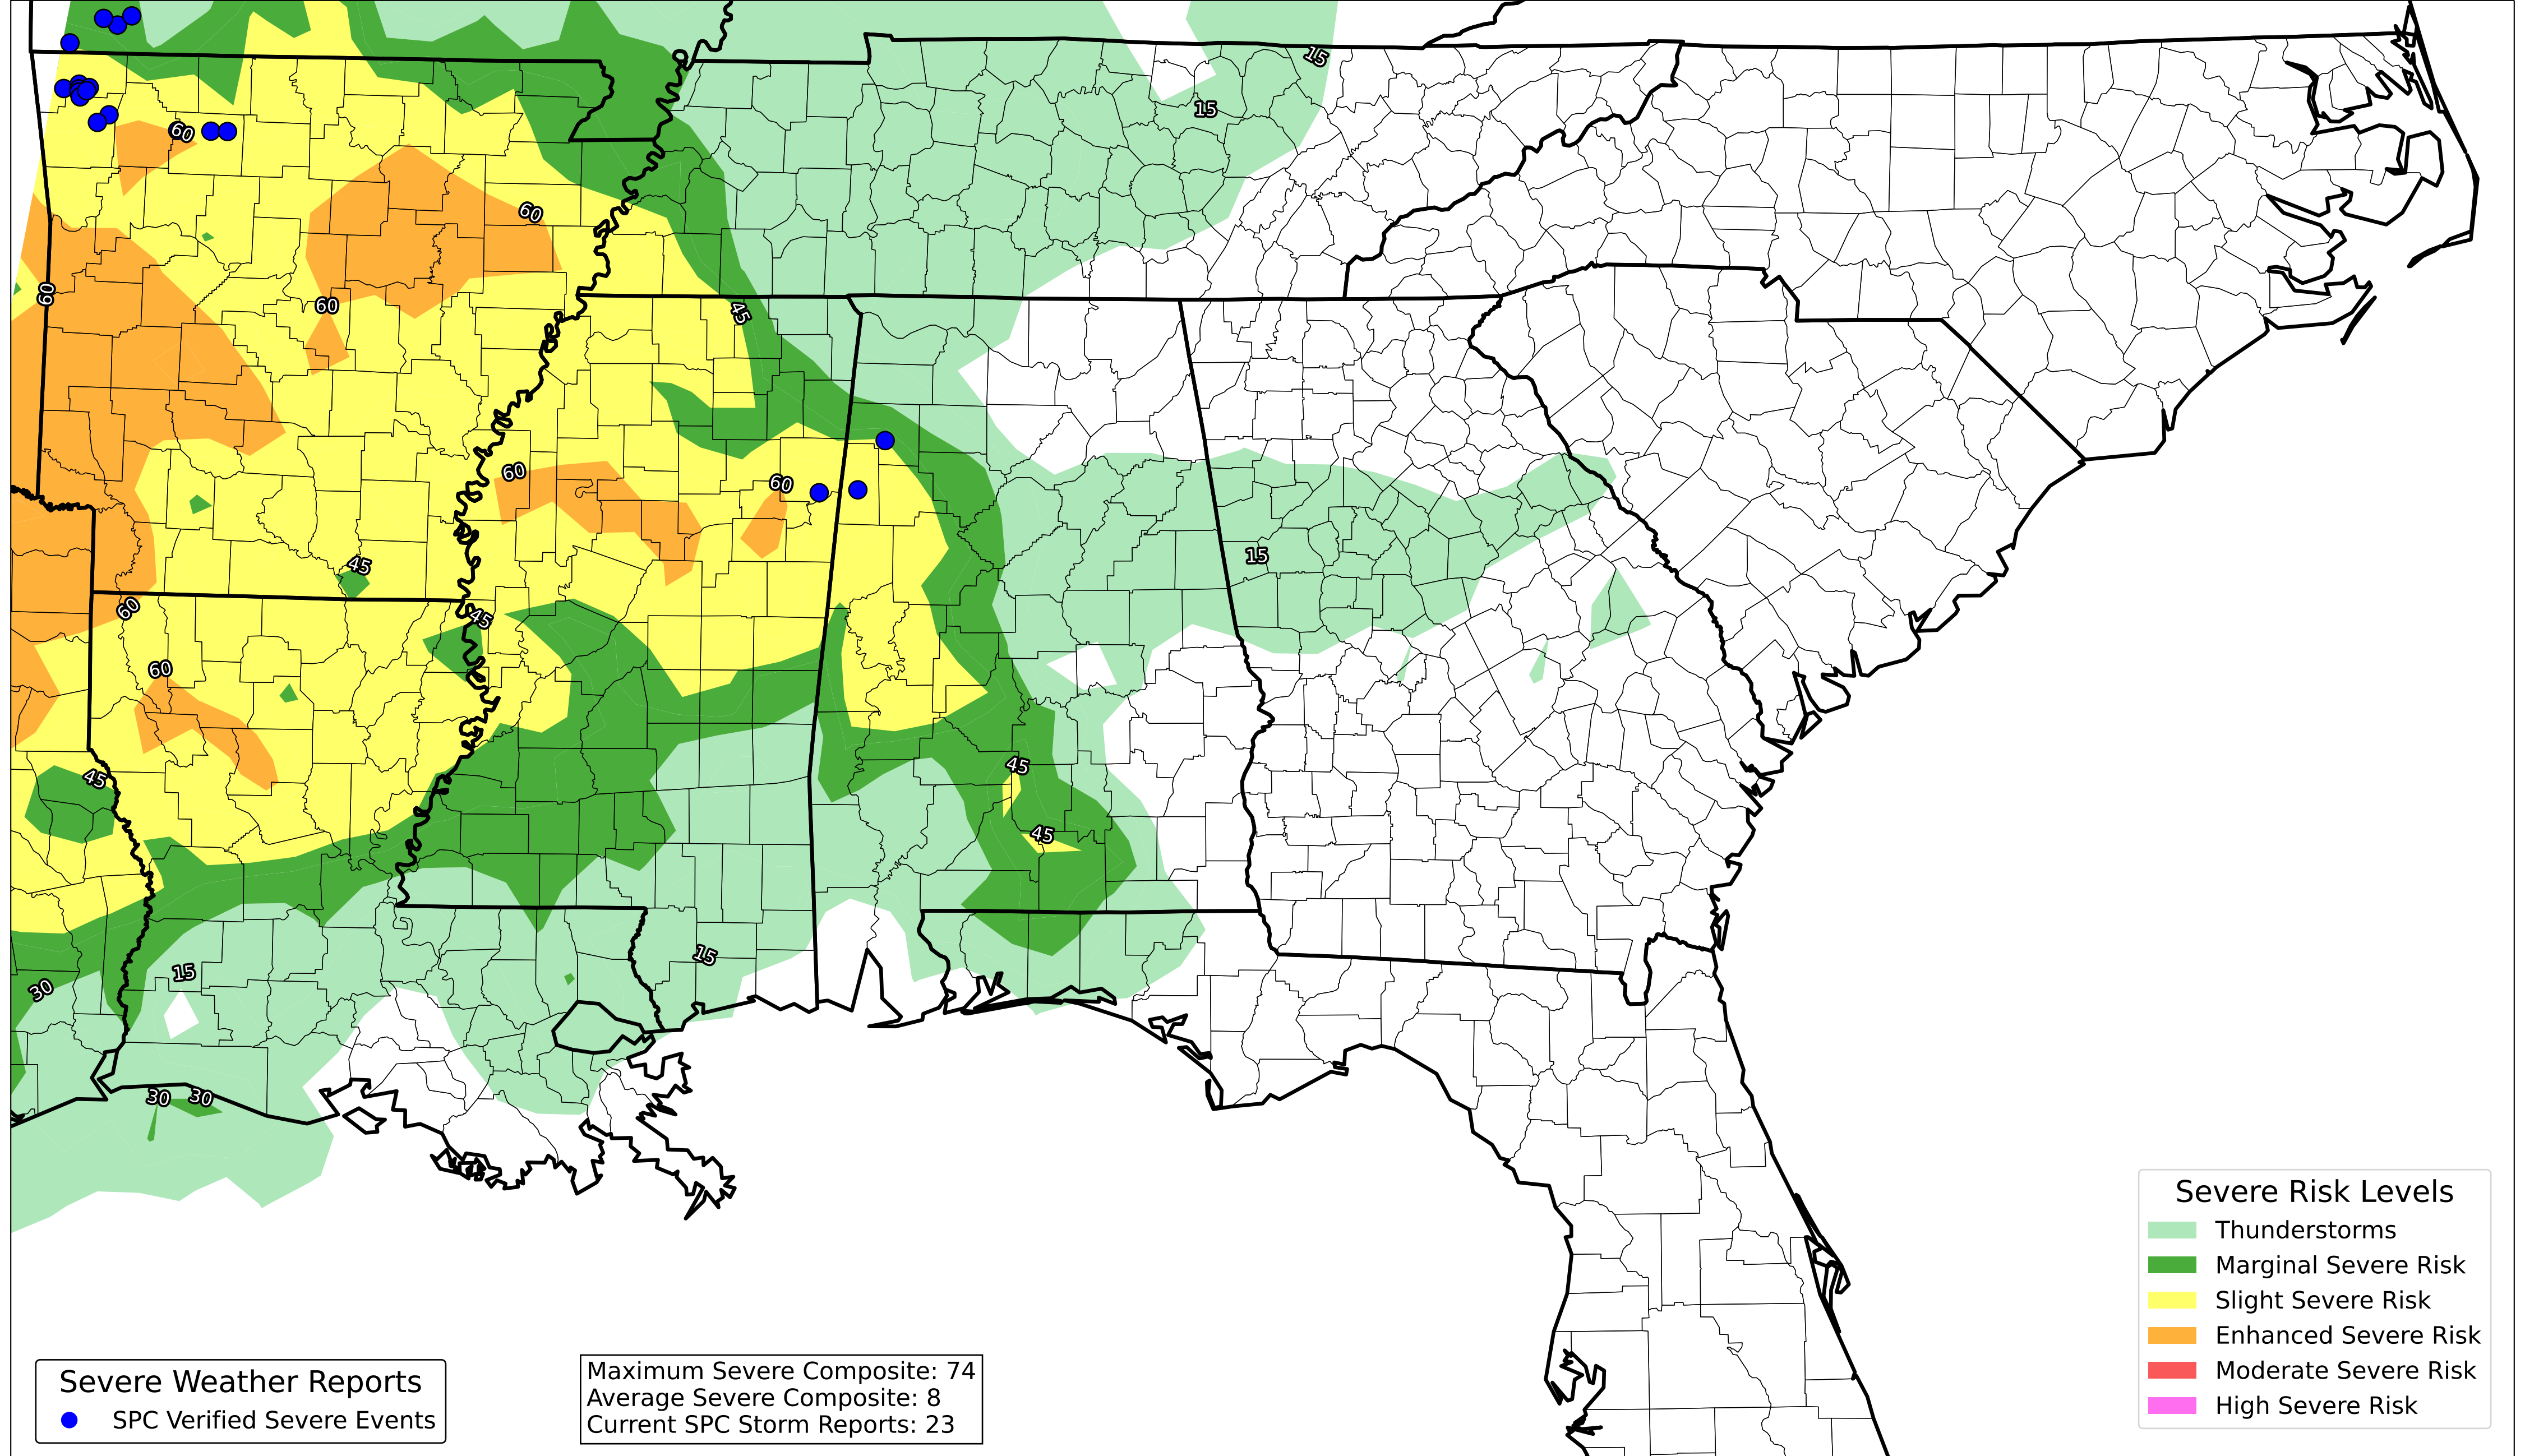 15
15
60
60
60
60
45
60
60
45
15
45
60
60
45
45
45
15
15
30
30
30
Severe Risk Levels
Thunderstorms
Marginal Severe Risk
Slight Severe Risk
Enhanced Severe Risk
Moderate Severe Risk
High Severe Risk
Severe Weather Reports
SPC Verified Severe Events
Maximum Severe Composite: 74
Average Severe Composite: 8
Current SPC Storm Reports: 23